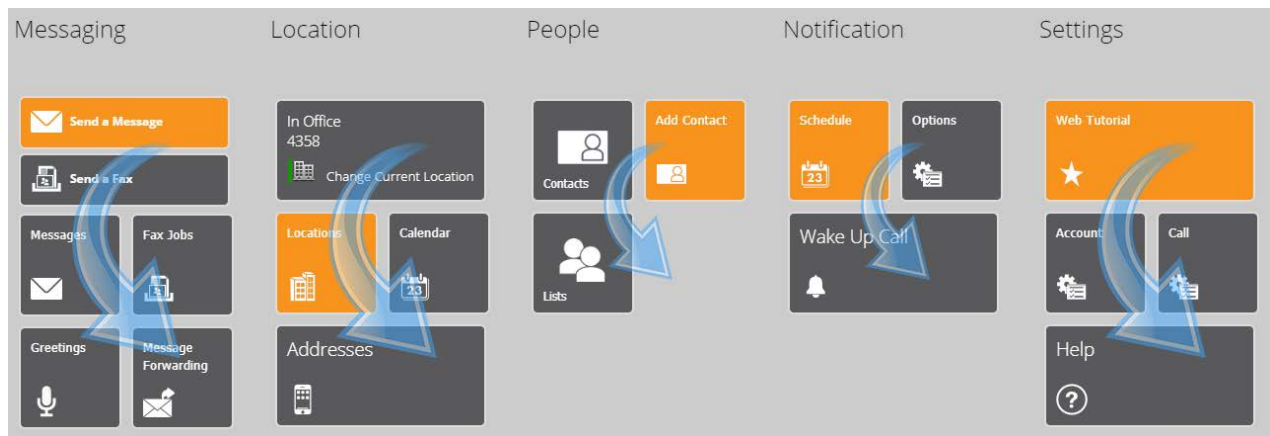 Messaging
Location
People
Notification
Settings
Send a Message
Send a Fax
Messages
Fax Jobs
Greetings
Message
Forwarding
In Office
4358
Change Current Location
Locations
Calendar
23
Addresses
Contacts
Add Contact
Lists
Schedule
23
Options
Wake Up Call
Web Tutorial
Account
Call
Help
?